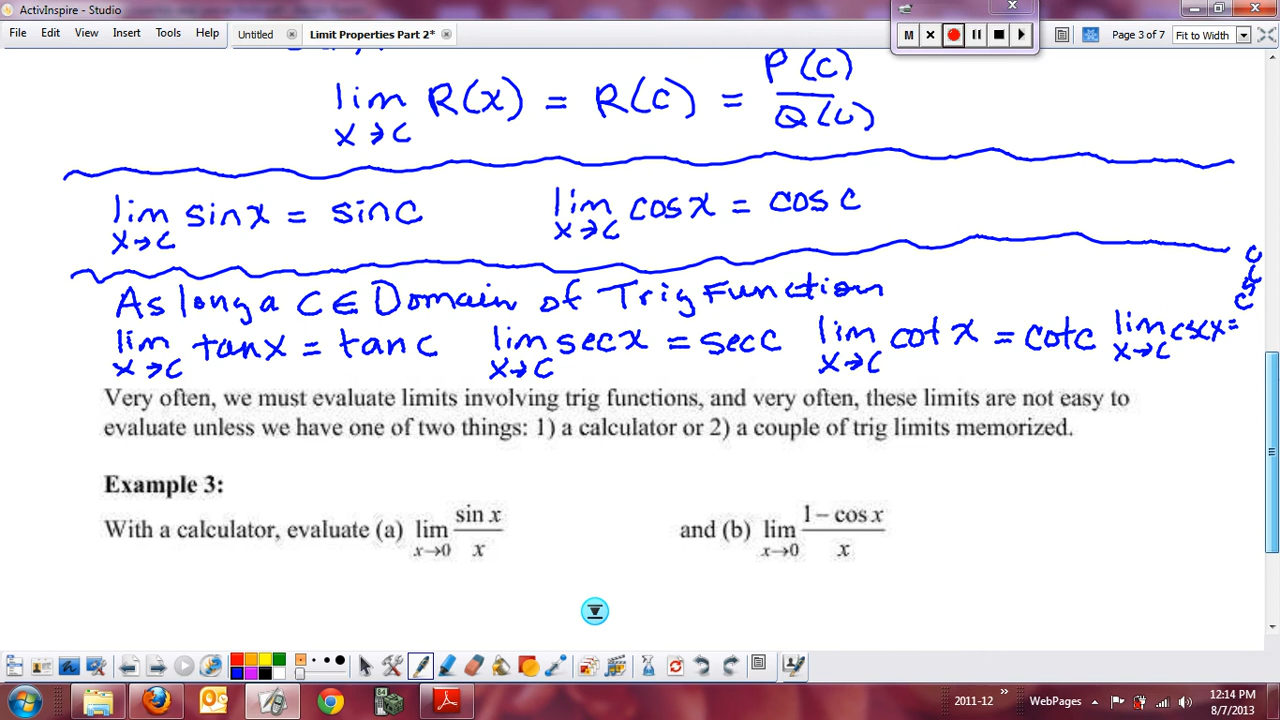 ActivInspire - Studio
File Edit View Insert Tools Help Untitled Limit Properties Part 2* M Page 3 of 7 Fit to Width
lim x→c R(x) = R(c) = P(c)/Q(c)
lim x→c sin x = sin c lim x→c cos x = cos c
As long a c ∈ Domain of Trig Function
lim x→c tan x = tan c lim x→c sec x = sec c lim x→c cot x = cot c lim x→c csc x = csc c
Very often, we must evaluate limits involving trig functions, and very often, these limits are not easy to
evaluate unless we have one of two things: 1) a calculator or 2) a couple of trig limits memorized.
Example 3:
With a calculator, evaluate (a) lim x→0 sin x/x and (b) lim x→0 1 – cos x/x
2011-12 » WebPages 12:14 PM
8/7/2013